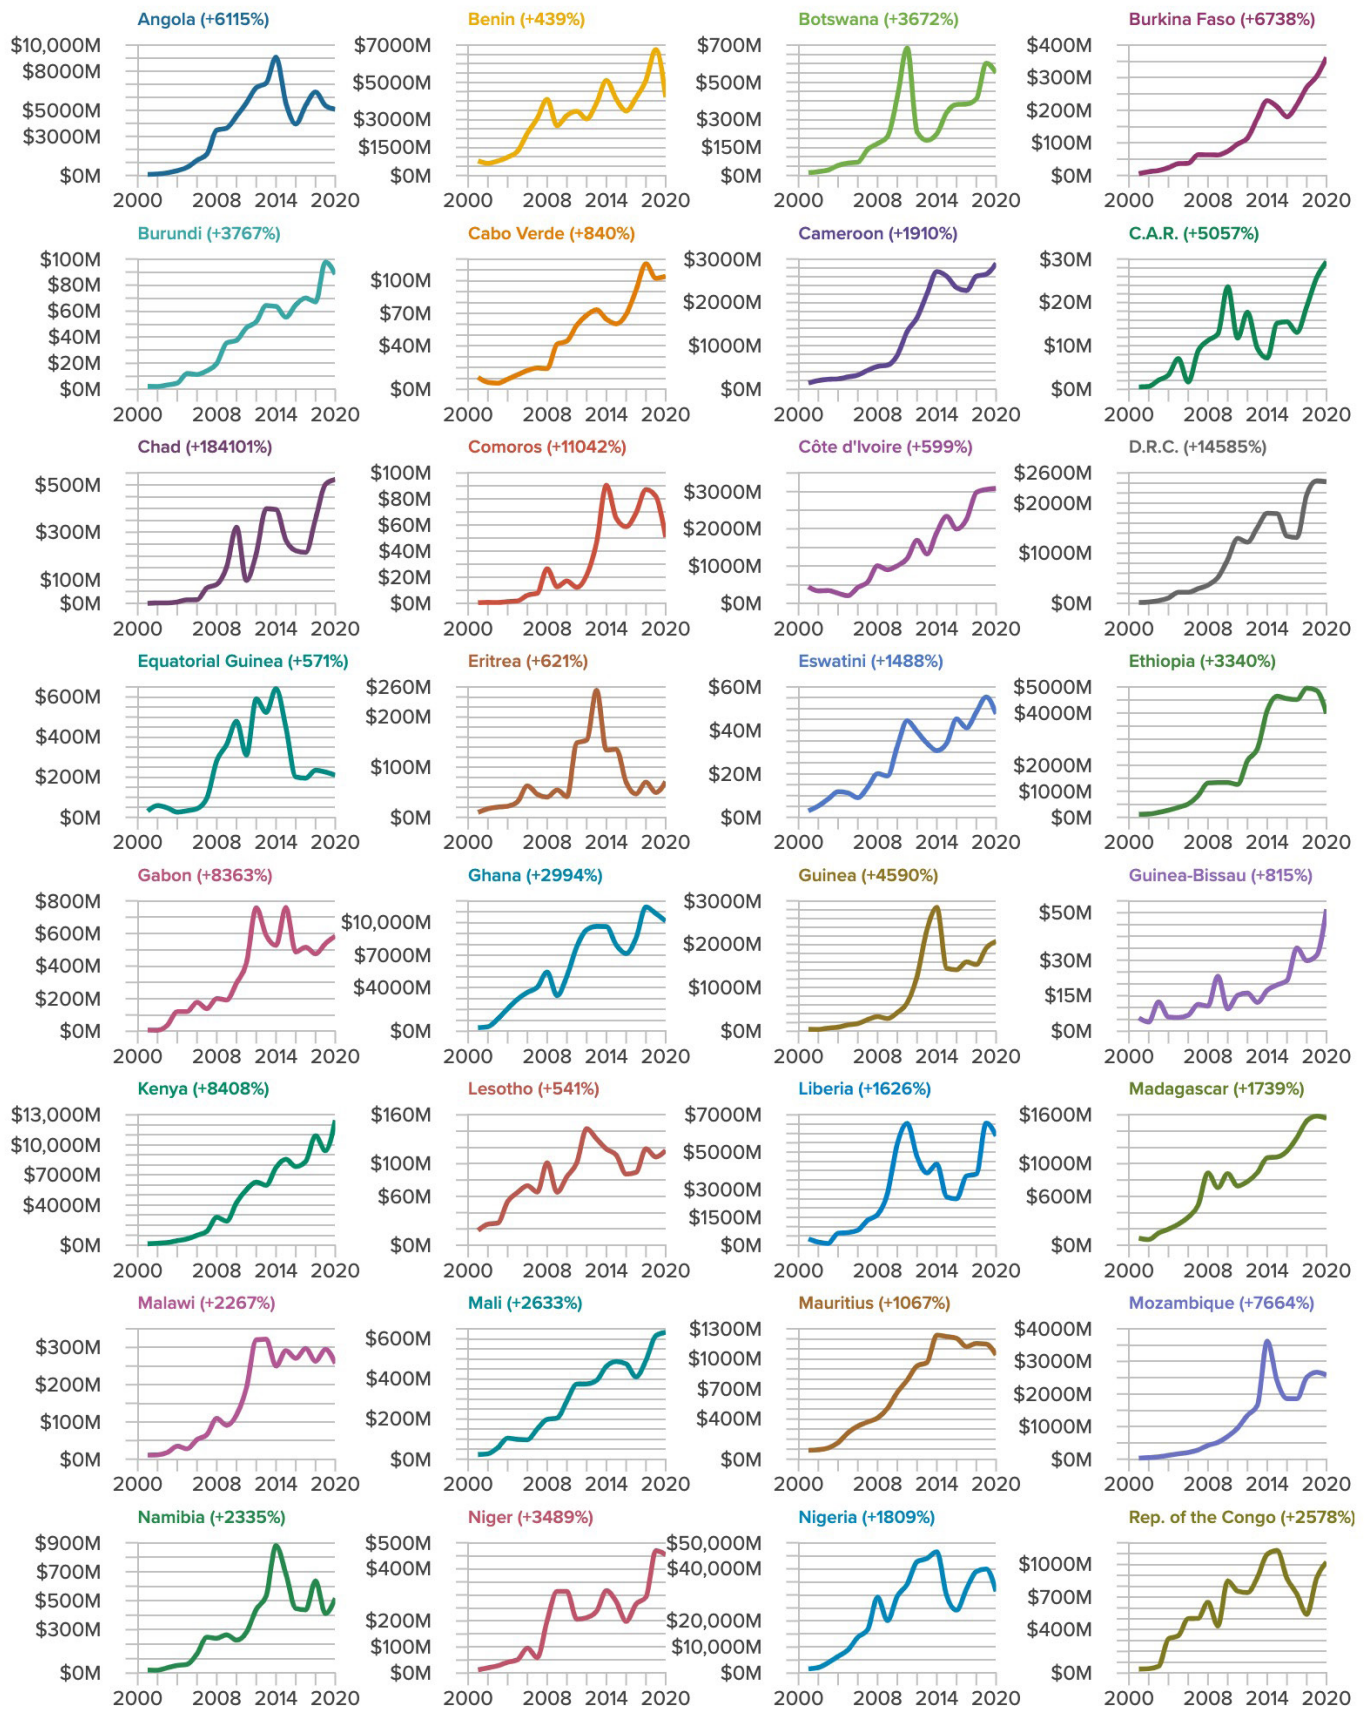 Angola (+6115%)
$10,000M
$8000M
$5000M
$3000M
$0M
2000 2008 2014 2020
Benin (+439%)
$7000M
$5000M
$3000M
$1500M
$0M
2000 2008 2014 2020
Botswana (+3672%)
$700M
$500M
$300M
$150M
$0M
2000 2008 2014 2020
Burkina Faso (+6738%)
$400M
$300M
$200M
$100M
$0M
2000 2008 2014 2020
Burundi (+3767%)
$100M
$80M
$60M
$40M
$20M
$0M
2000 2008 2014 2020
Cabo Verde (+840%)
$100M
$70M
$40M
$0M
2000 2008 2014 2020
Cameroon (+1910%)
$3000M
$2000M
$1000M
$0M
2000 2008 2014 2020
C.A.R. (+5057%)
$30M
$20M
$10M
$0M
2000 2008 2014 2020
Chad (+184101%)
$500M
$300M
$100M
$0M
2000 2008 2014 2020
Comoros (+11042%)
$100M
$80M
$60M
$40M
$20M
$0M
2000 2008 2014 2020
Côte d'Ivoire (+599%)
$3000M
$2000M
$1000M
$0M
2000 2008 2014 2020
D.R.C. (+14585%)
$2600M
$2000M
$1000M
$0M
2000 2008 2014 2020
Equatorial Guinea (+571%)
$600M
$400M
$200M
$0M
2000 2008 2014 2020
Eritrea (+621%)
$260M
$200M
$100M
$0M
2000 2008 2014 2020
Eswatini (+1488%)
$60M
$40M
$20M
$0M
2000 2008 2014 2020
Ethiopia (+3340%)
$5000M
$4000M
$2000M
$1000M
$0M
2000 2008 2014 2020
Gabon (+8363%)
$800M
$600M
$400M
$200M
$0M
2000 2008 2014 2020
Ghana (+2994%)
$10,000M
$7000M
$4000M
$0M
2000 2008 2014 2020
Guinea (+4590%)
$3000M
$2000M
$1000M
$0M
2000 2008 2014 2020
Guinea-Bissau (+815%)
$50M
$30M
$15M
$0M
2000 2008 2014 2020
Kenya (+8408%)
$13,000M
$10,000M
$7000M
$4000M
$0M
2000 2008 2014 2020
Lesotho (+541%)
$160M
$100M
$60M
$0M
2000 2008 2014 2020
Liberia (+1626%)
$7000M
$5000M
$3000M
$1500M
$0M
2000 2008 2014 2020
Madagascar (+1739%)
$1600M
$1000M
$600M
$0M
2000 2008 2014 2020
Malawi (+2267%)
$300M
$200M
$100M
$0M
2000 2008 2014 2020
Mali (+2633%)
$600M
$400M
$200M
$0M
2000 2008 2014 2020
Mauritius (+1067%)
$1300M
$1000M
$700M
$400M
$0M
2000 2008 2014 2020
Mozambique (+7664%)
$4000M
$3000M
$2000M
$1000M
$0M
2000 2008 2014 2020
Namibia (+2335%)
$900M
$700M
$500M
$300M
$0M
2000 2008 2014 2020
Niger (+3489%)
$500M
$400M
$200M
$100M
$0M
2000 2008 2014 2020
Nigeria (+1809%)
$50,000M
$40,000M
$20,000M
$10,000M
$0M
2000 2008 2014 2020
Rep. of the Congo (+2578%)
$1000M
$700M
$400M
$0M
2000 2008 2014 2020